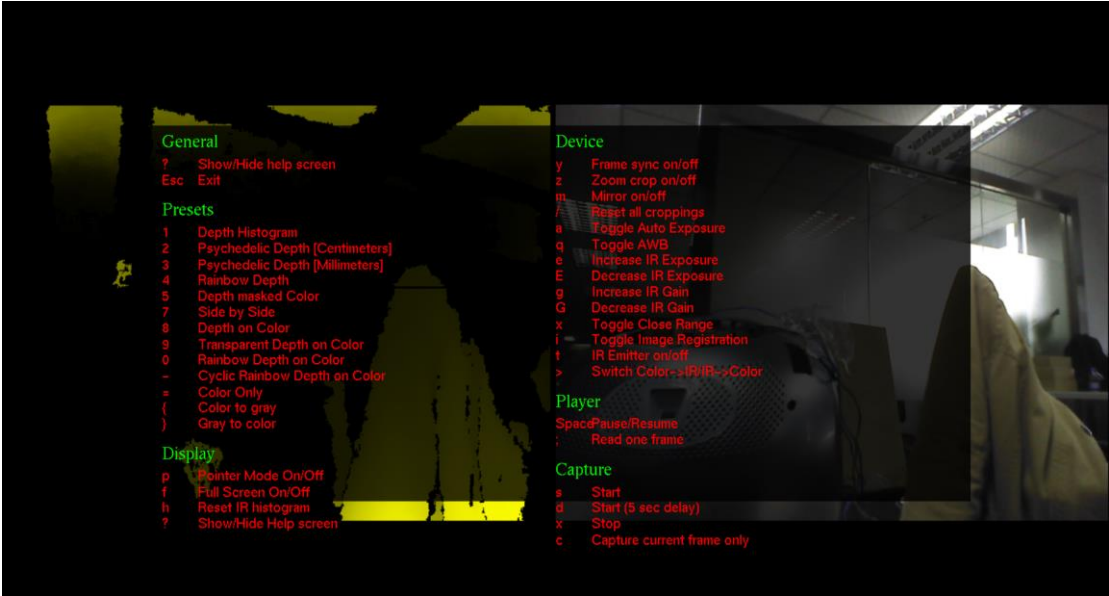 General
? Show/Hide help screen
Esc Exit
Presets
1 Depth Histogram
2 Psychedelic Depth [Centimeters]
3 Psychedelic Depth [Millimeters]
4 Rainbow Depth
5 Depth masked Color
7 Side by Side
8 Depth on Color
9 Transparent Depth on Color
0 Rainbow Depth on Color
- Cyclic Rainbow Depth on Color
= Color Only
{ Color to gray
} Gray to color
Display
p Pointer Mode On/Off
f Full Screen On/Off
h Reset IR histogram
? Show/Hide Help screen
Device
y Frame sync on/off
z Zoom crop on/off
m Mirror on/off
/ Reset all croppings
a Toggle Auto Exposure
q Toggle AWB
e Increase IR Exposure
E Decrease IR Exposure
g Increase IR Gain
G Decrease IR Gain
x Toggle Close Range
i Toggle Image Registration
t IR Emitter on/off
> Switch Color->IR/IR->Color
Player
Space Pause/Resume
; Read one frame
Capture
s Start
d Start (5 sec delay)
x Stop
c Capture current frame only